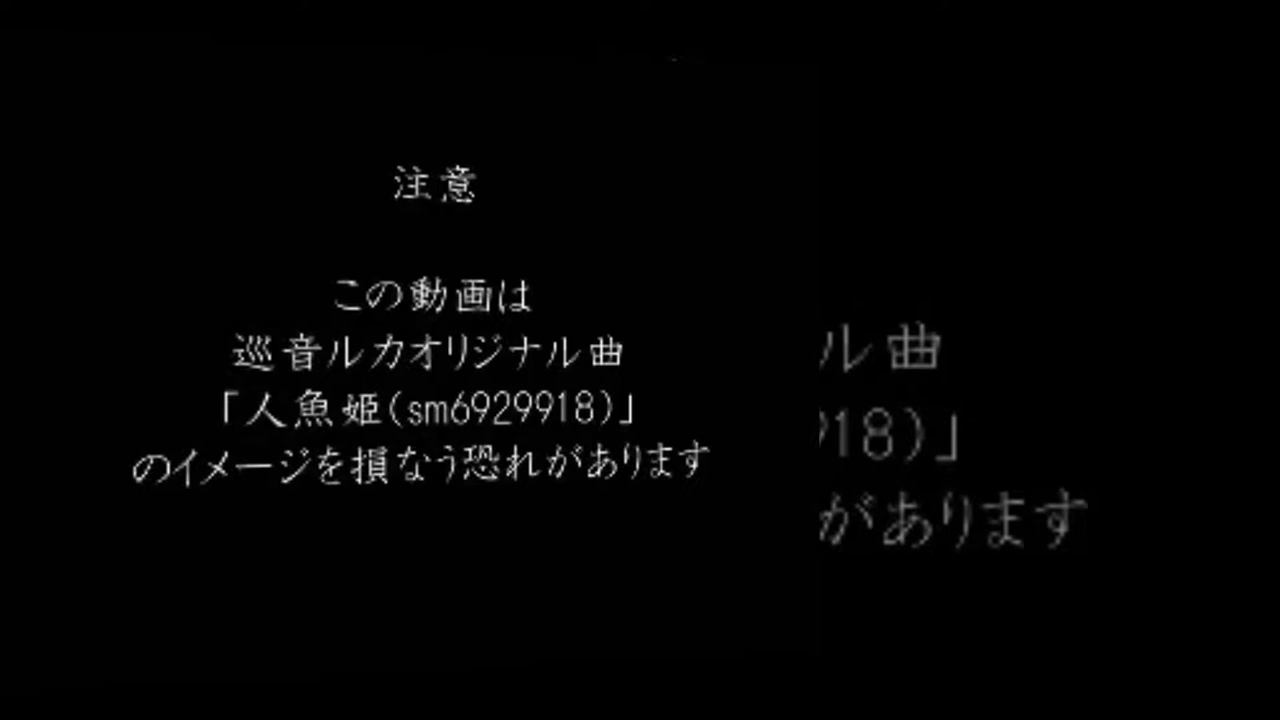 注意
この動画は
巡音ルカオリジナル曲
「人魚姫(sm6929918)」
のイメージを損なう恐れがあります
ル曲
918)」
があります